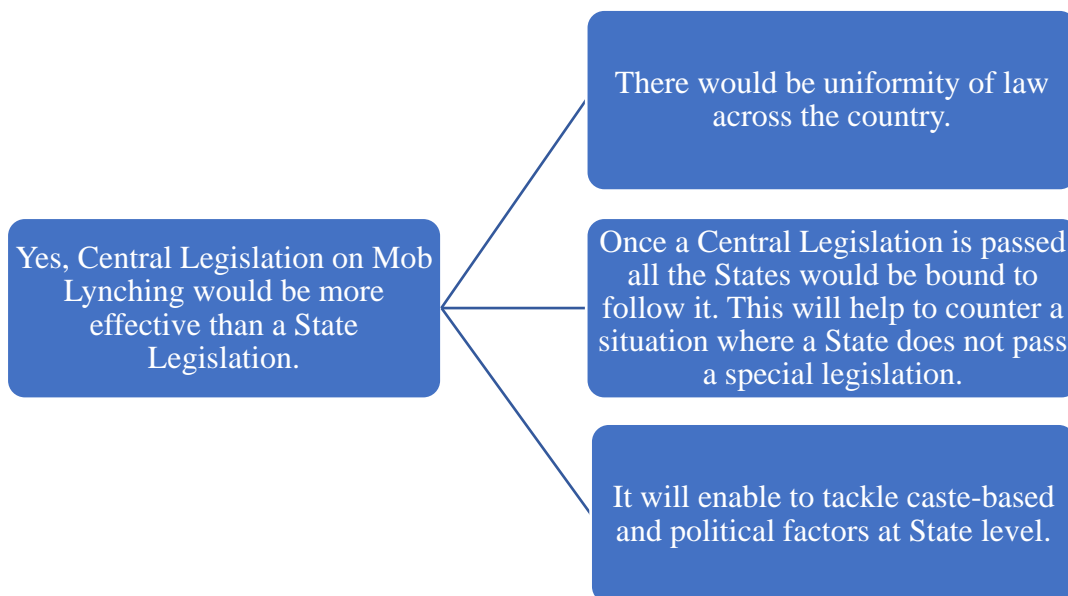 Yes, Central Legislation on Mob
Lynching would be more
effective than a State
Legislation.
There would be uniformity of law
across the country.
Once a Central Legislation is passed
all the States would be bound to
follow it. This will help to counter a
situation where a State does not pass
a special legislation.
It will enable to tackle caste-based
and political factors at State level.